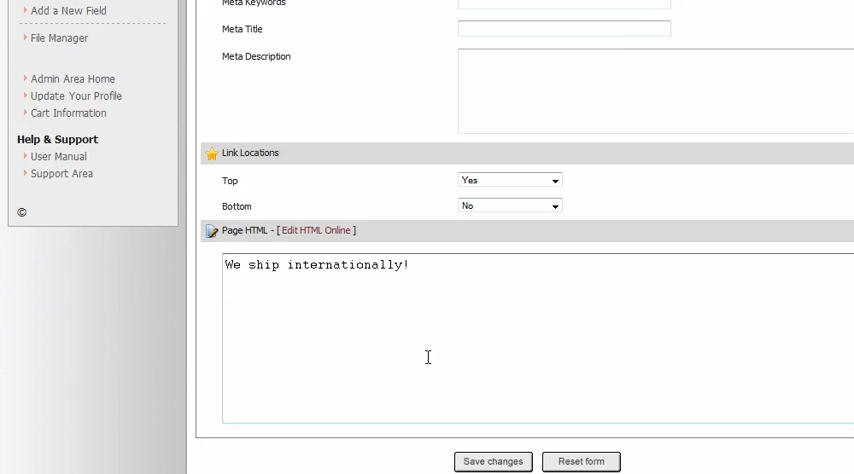 Add a New Field
File Manager
Admin Area Home
Update Your Profile
Cart Information
Help & Support
User Manual
Support Area
©
Meta Keywords
Meta Title
Meta Description
Link Locations
Top
Yes
Bottom
No
Page HTML - [ Edit HTML Online ]
We ship internationally!
Save changes
Reset form